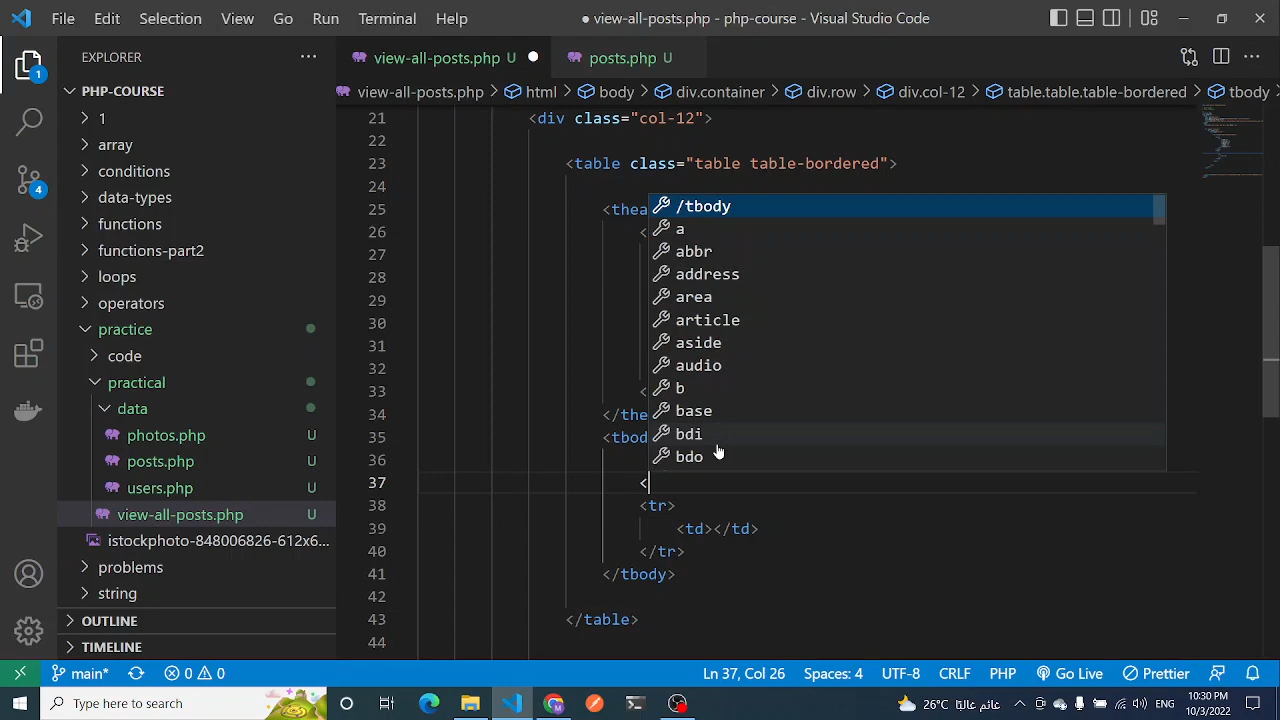 File Edit Selection View Go Run Terminal Help
● view-all-posts.php - php-course - Visual Studio Code
EXPLORER
view-all-posts.php U
posts.php U
PHP-COURSE
view-all-posts.php > html > body > div.container > div.row > div.col-12 > table.table.table-bordered > tbody
1
array
conditions
data-types
functions
functions-part2
loops
operators
practice
code
practical
data
photos.php U
posts.php U
users.php U
view-all-posts.php U
istockphoto-848006826-612x6...
problems
string
OUTLINE
TIMELINE
1
4
21 <div class="col-12">
22
23 <table class="table table-bordered">
24
25 <thea
26 <
27
28
29
30
31
32
33 <
34 </the
35 <tbod
36
37 <
38 <tr>
39 <td></td>
40 </tr>
41 </tbody>
42
43 </table>
44
/tbody
a
abbr
address
area
article
aside
audio
b
base
bdi
bdo
main* 0 0 Ln 37, Col 26 Spaces: 4 UTF-8 CRLF PHP Go Live Prettier
Type here to search
26°C
10:30 PM
10/3/2022